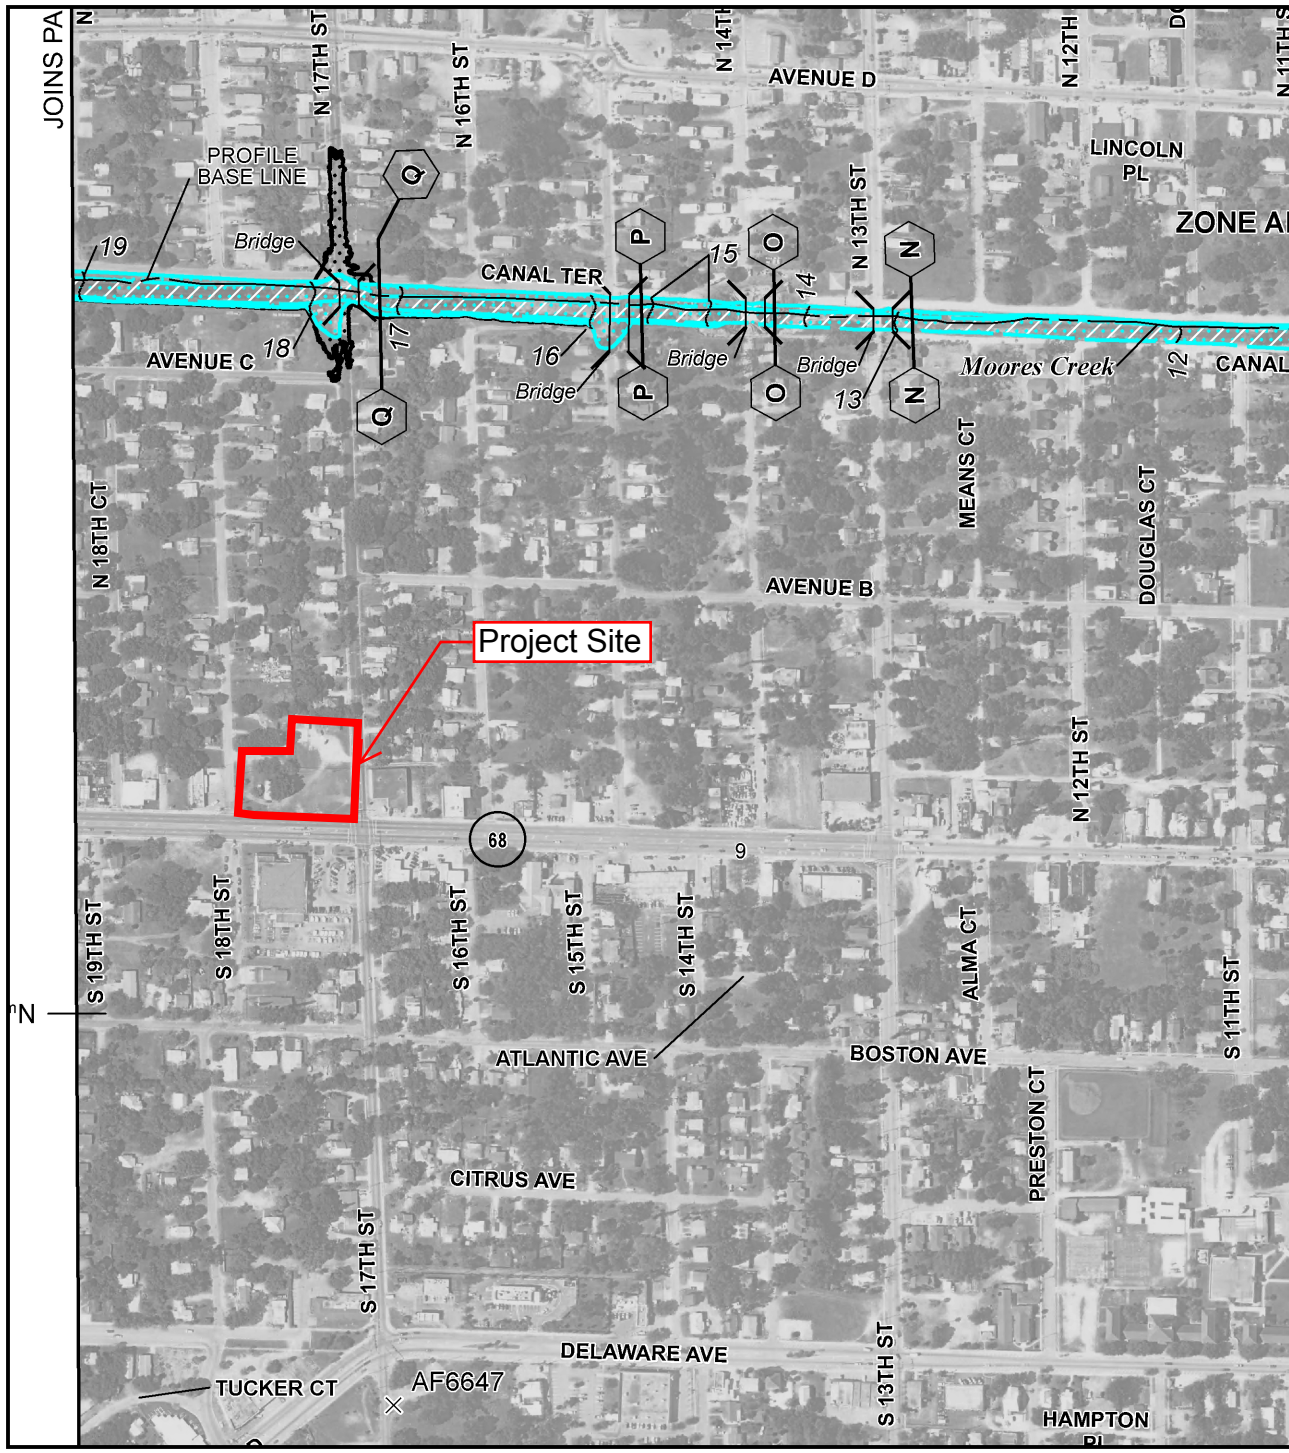 JOINS PA
N
N 17TH ST
N 16TH ST
N 14TH
AVENUE D
N 12TH
N 11TH S
PROFILE
BASE LINE
Q
LINCOLN
PL
N 13TH ST
ZONE A
19
Bridge
P
15
O
N
CANAL TER
14
AVENUE C
18
17
16
Bridge
Bridge
Bridge
13
Moores Creek
12
CANAL
Q
P
O
N
N 18TH CT
MEANS CT
DOUGLAS CT
AVENUE B
Project Site
N 12TH ST
68
9
S 19TH ST
S 18TH ST
S 16TH ST
S 15TH ST
S 14TH ST
ALMA CT
S 11TH ST
N
ATLANTIC AVE
BOSTON AVE
PRESTON CT
CITRUS AVE
S 17TH ST
DELAWARE AVE
S 13TH ST
TUCKER CT
AF6647
HAMPTON